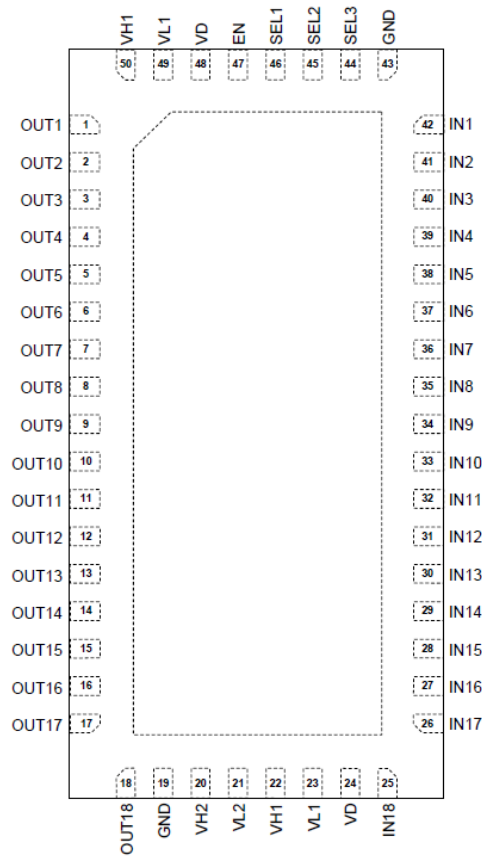 VH1 VL1 VD EN SEL1 SEL2 SEL3 GND
50 49 48 47 46 45 44 43
OUT1 1 42 IN1
OUT2 2 41 IN2
OUT3 3 40 IN3
OUT4 4 39 IN4
OUT5 5 38 IN5
OUT6 6 37 IN6
OUT7 7 36 IN7
OUT8 8 35 IN8
OUT9 9 34 IN9
OUT10 10 33 IN10
OUT11 11 32 IN11
OUT12 12 31 IN12
OUT13 13 30 IN13
OUT14 14 29 IN14
OUT15 15 28 IN15
OUT16 16 27 IN16
OUT17 17 26 IN17
18 19 20 21 22 23 24 25
OUT18 GND VH2 VL2 VH1 VL1 VD IN18